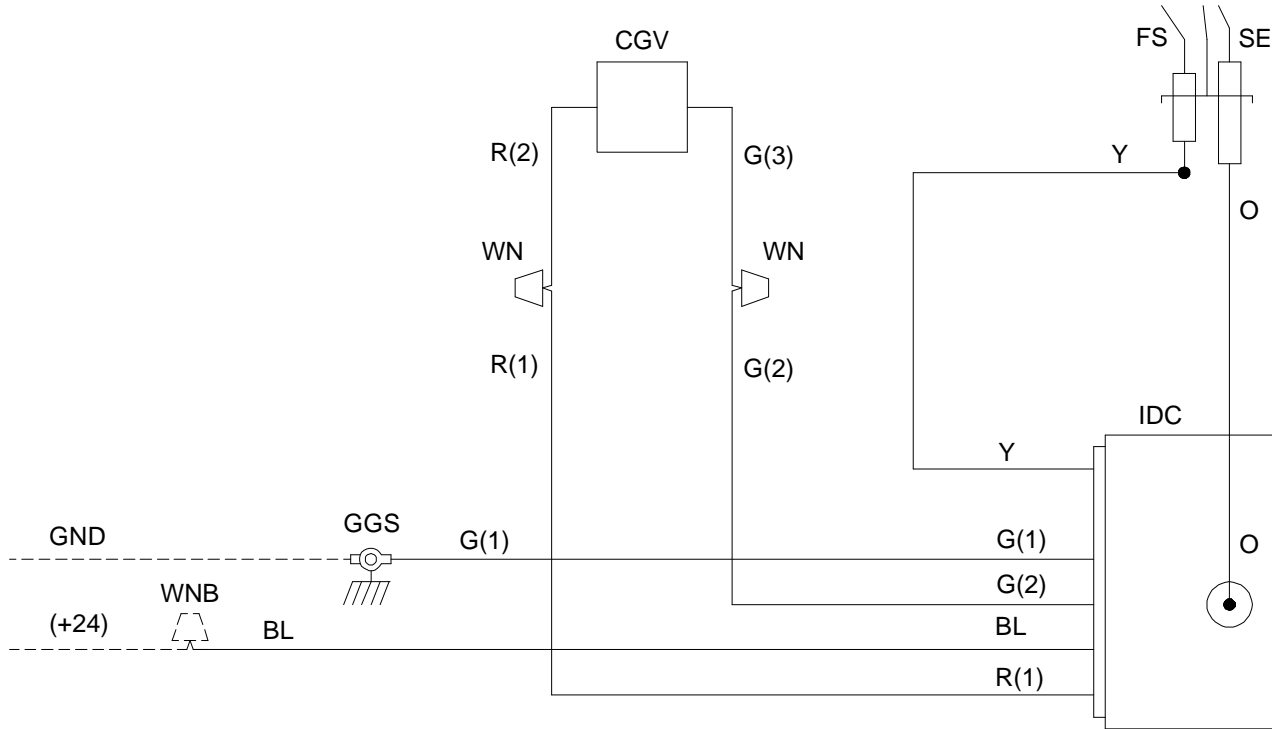 CGV
FS
SE
R(2)
G(3)
Y
O
WN
WN
R(1)
G(2)
IDC
Y
GND
GGS
G(1)
G(1)
O
WNB
G(2)
(+24)
BL
BL
R(1)